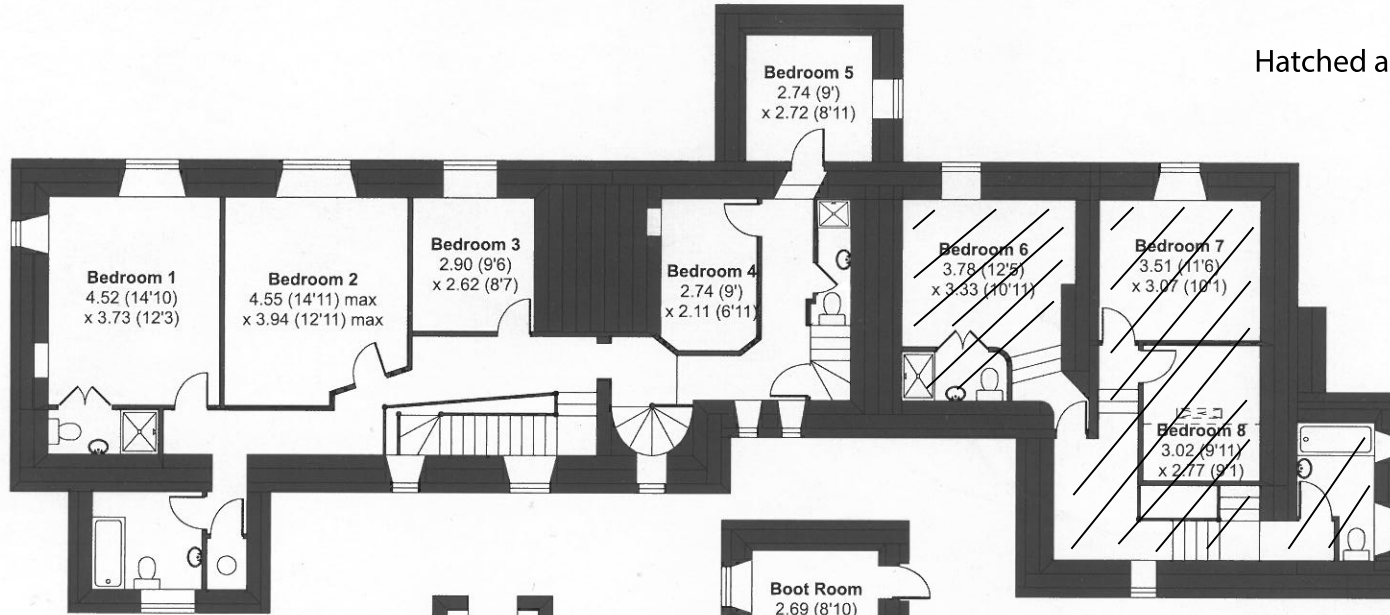 Hatched a
Bedroom 5
2.74 (9')
x 2.72 (8'11)
Bedroom 1
4.52 (14'10)
x 3.73 (12'3)
Bedroom 2
4.55 (14'11) max
x 3.94 (12'11) max
Bedroom 3
2.90 (9'6)
x 2.62 (8'7)
Bedroom 4
2.74 (9')
x 2.11 (6'11)
Bedroom 6
3.78 (12'5)
x 3.33 (10'11)
Bedroom 7
3.51 (11'6)
x 3.07 (10'1)
Bedroom 8
3.02 (9'11)
x 2.77 (9'1)
Boot Room
2.69 (8'10)